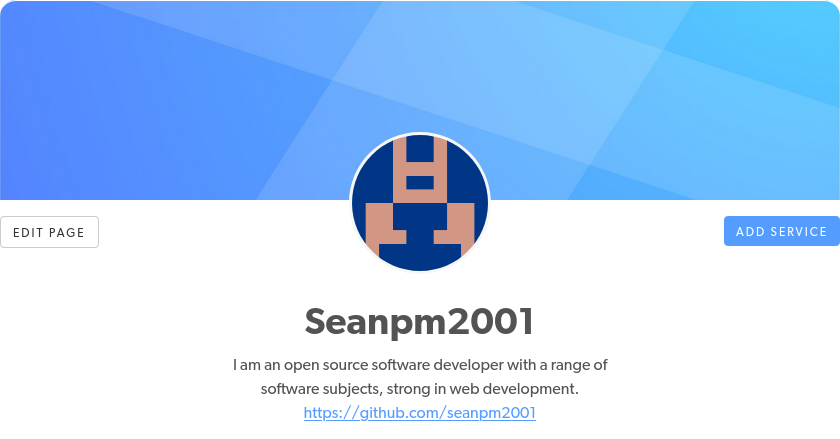 EDIT PAGE
ADD SERVICE
Seanpm2001
I am an open source software developer with a range of
software subjects, strong in web development.
https://github.com/seanpm2001